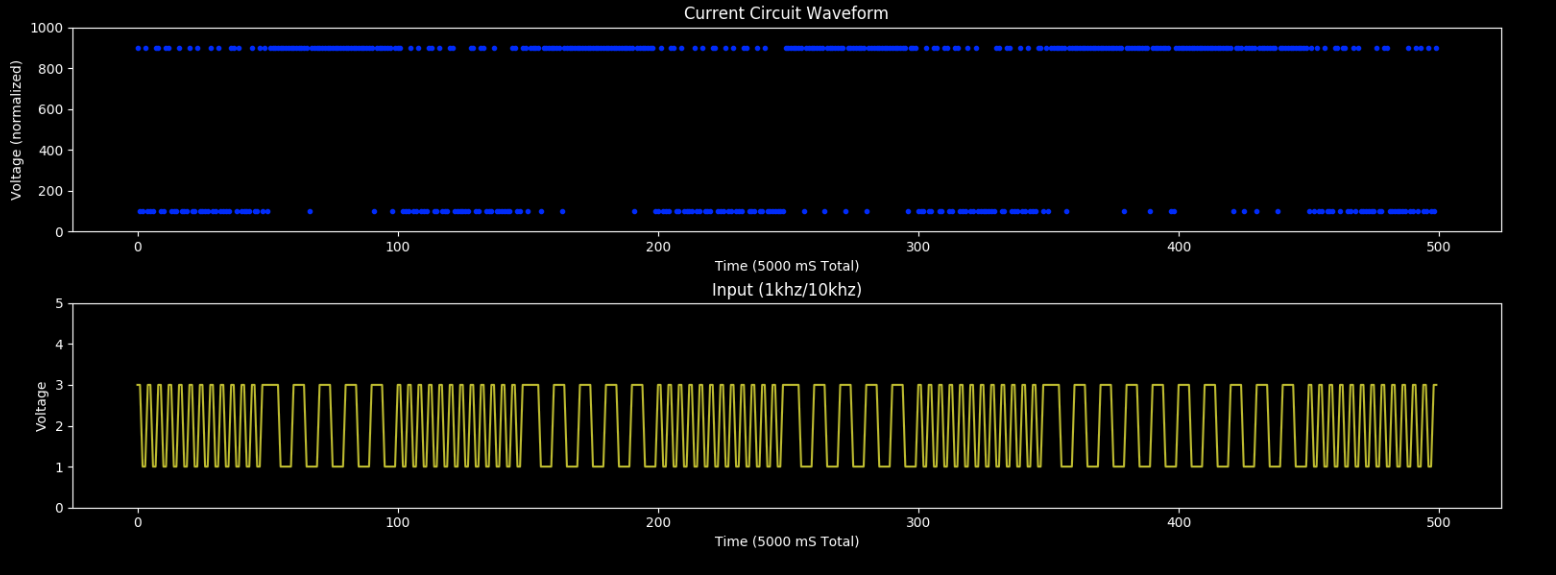 Current Circuit Waveform
Voltage (normalized)
1000
800
600
400
200
0
0 100 200 300 400 500
Time (5000 mS Total)
Input (1khz/10khz)
Voltage
5
4
3
2
1
0
0 100 200 300 400 500
Time (5000 mS Total)